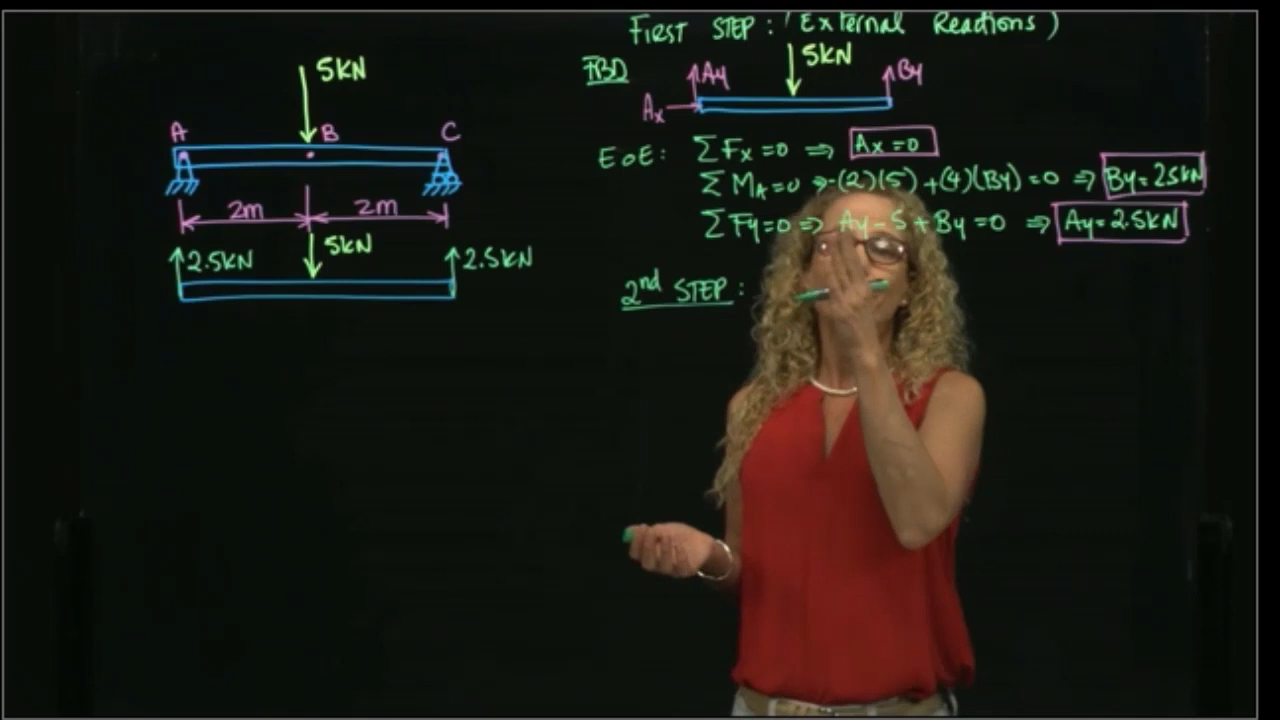 5KN
A B C
2m 2m
2.5KN 5KN 2.5KN
FIRST STEP: (External Reactions)
FBD Ay 5KN By
Ax
EOE: ΣFx=0 ⇒ Ax=0
ΣMA=0 ⇒ -(2)(5) +(4)(By) =0 ⇒ By=2.5KN
ΣFy=0 ⇒ Ay-5+By=0 ⇒ Ay=2.5KN
2nd STEP: